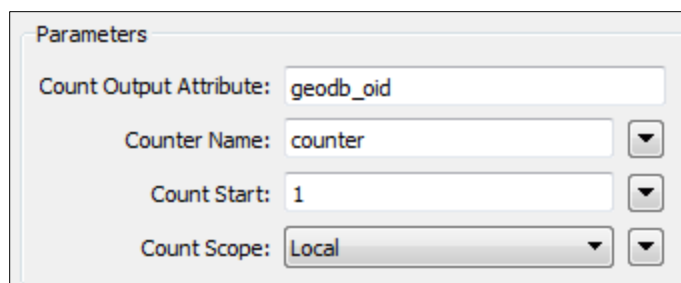 Parameters
Count Output Attribute: geodb_oid
Counter Name: counter
Count Start: 1
Count Scope: Local